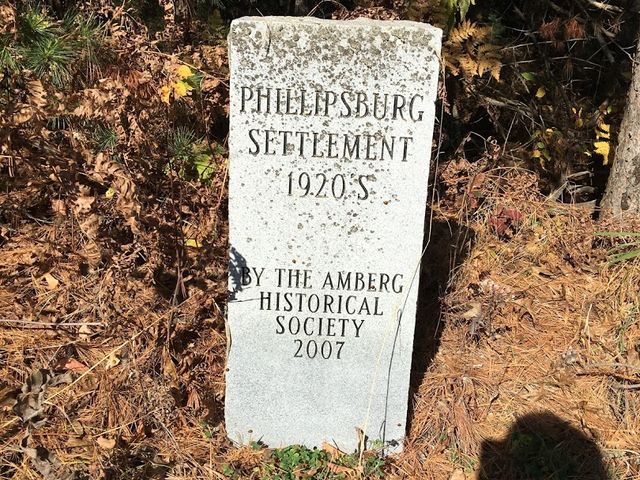 PHILLIPSBURG
SETTLEMENT
1920'S
BY THE AMBERG
HISTORICAL
SOCIETY
2007